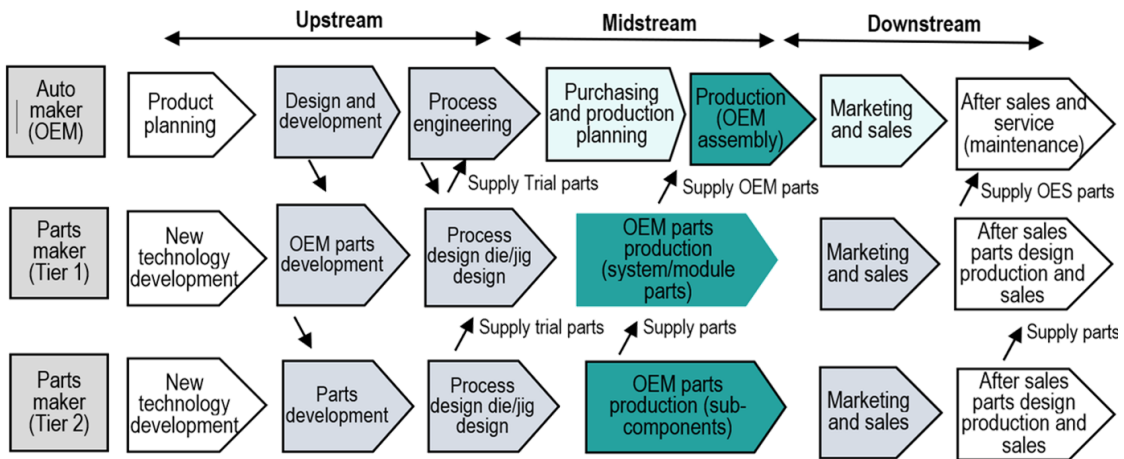 Upstream
Midstream
Downstream
Auto
maker
(OEM)
Product
planning
Design and
development
Process
engineering
Purchasing
and production
planning
Production
(OEM
assembly)
Marketing
and sales
After sales and
service
(maintenance)
Supply Trial parts
Supply OEM parts
Supply OES parts
Parts
maker
(Tier 1)
New
technology
development
OEM parts
development
Process
design die/jig
design
OEM parts
production
(system/module
parts)
Marketing
and sales
After sales
parts design
production and
sales
Supply trial parts
Supply parts
Supply parts
Parts
maker
(Tier 2)
New
technology
development
Parts
development
Process
design die/jig
design
OEM parts
production (sub-
components)
Marketing
and sales
After sales
parts design
production and
sales